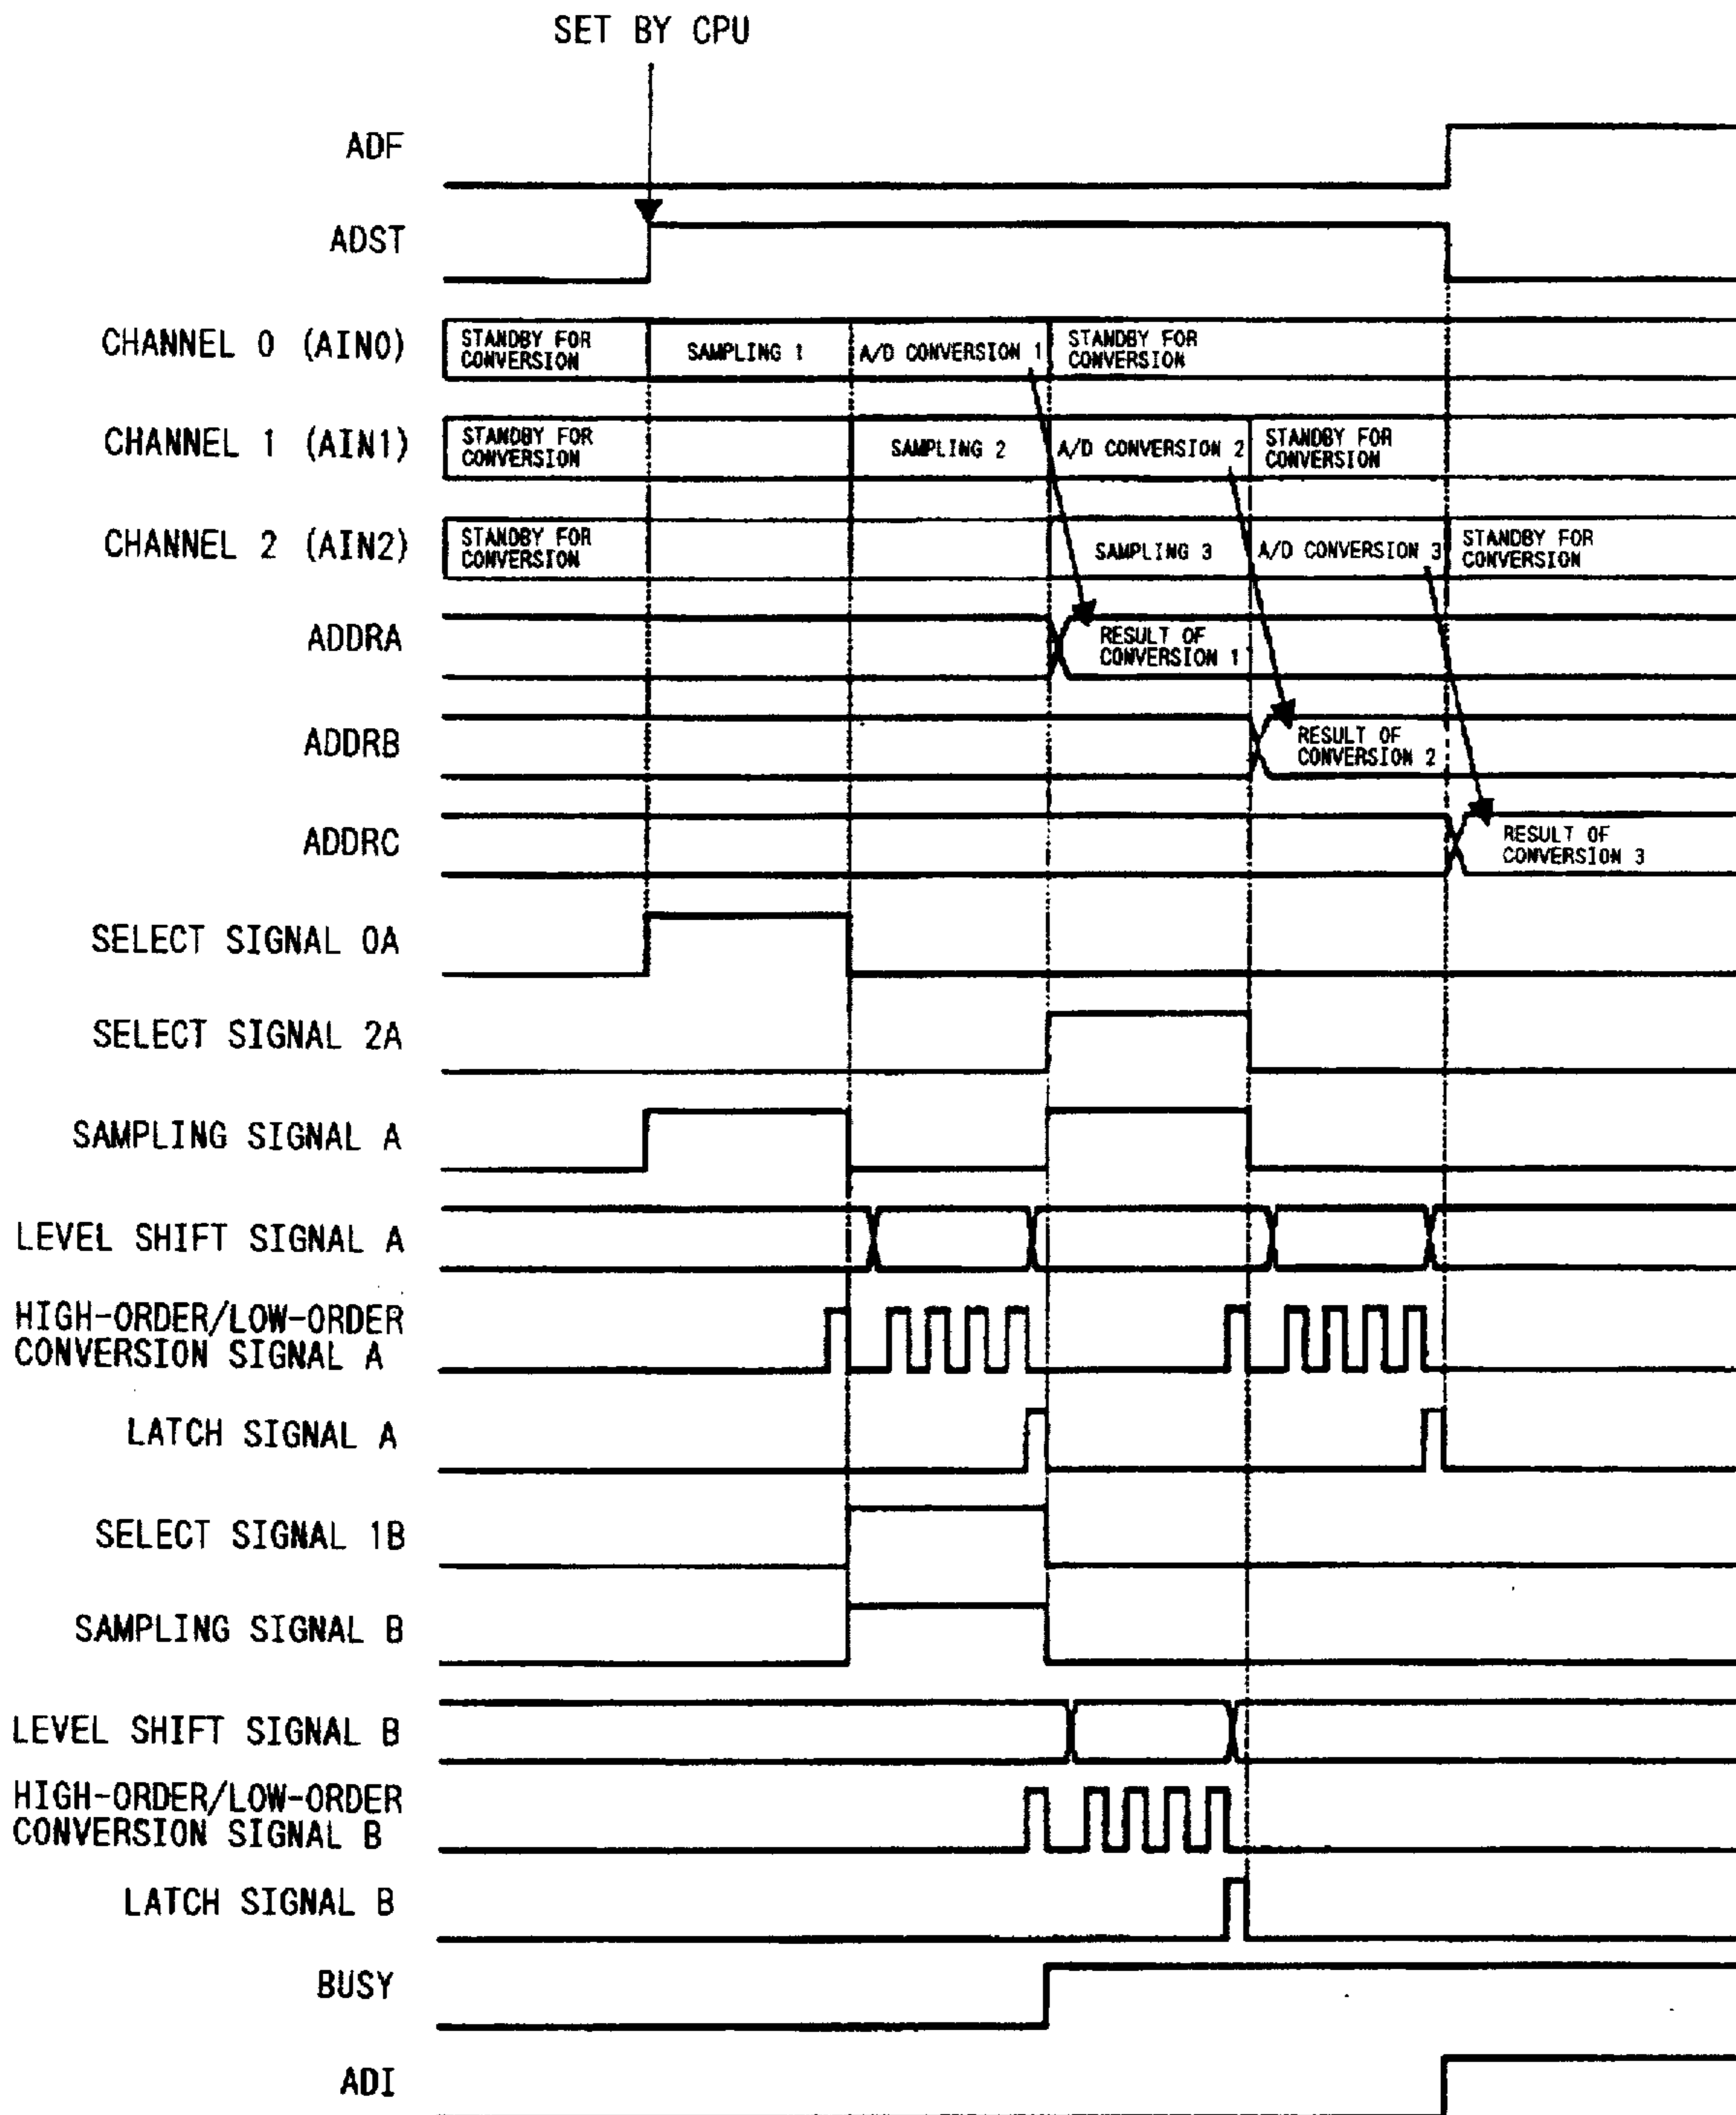 SET BY CPU
ADF
ADST
CHANNEL 0 (AIN0)
STANDBY FOR
CONVERSION
SAMPLING 1
A/D CONVERSION 1
STANDBY FOR
CONVERSION
CHANNEL 1 (AIN1)
STANDBY FOR
CONVERSION
SAMPLING 2
A/D CONVERSION 2
STANDBY FOR
CONVERSION
CHANNEL 2 (AIN2)
STANDBY FOR
CONVERSION
SAMPLING 3
A/D CONVERSION 3
STANDBY FOR
CONVERSION
ADDRA
RESULT OF
CONVERSION 1
ADDRB
RESULT OF
CONVERSION 2
ADDRC
RESULT OF
CONVERSION 3
SELECT SIGNAL 0A
SELECT SIGNAL 2A
SAMPLING SIGNAL A
LEVEL SHIFT SIGNAL A
HIGH-ORDER/LOW-ORDER
CONVERSION SIGNAL A
LATCH SIGNAL A
SELECT SIGNAL 1B
SAMPLING SIGNAL B
LEVEL SHIFT SIGNAL B
HIGH-ORDER/LOW-ORDER
CONVERSION SIGNAL B
LATCH SIGNAL B
BUSY
ADI